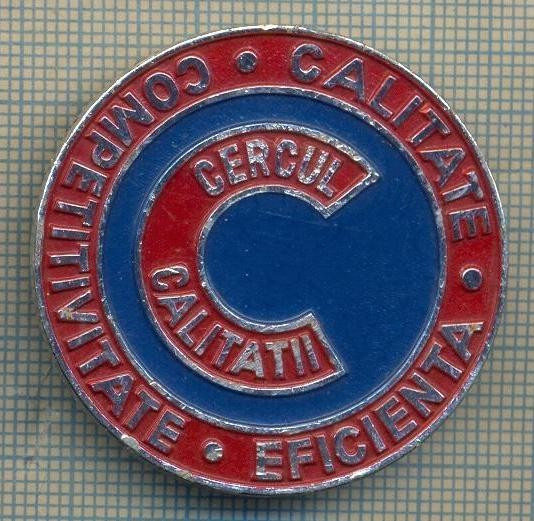 CALITATE • EFICIENTA • COMPETITIVITATE •
CERCUL
CALITATII